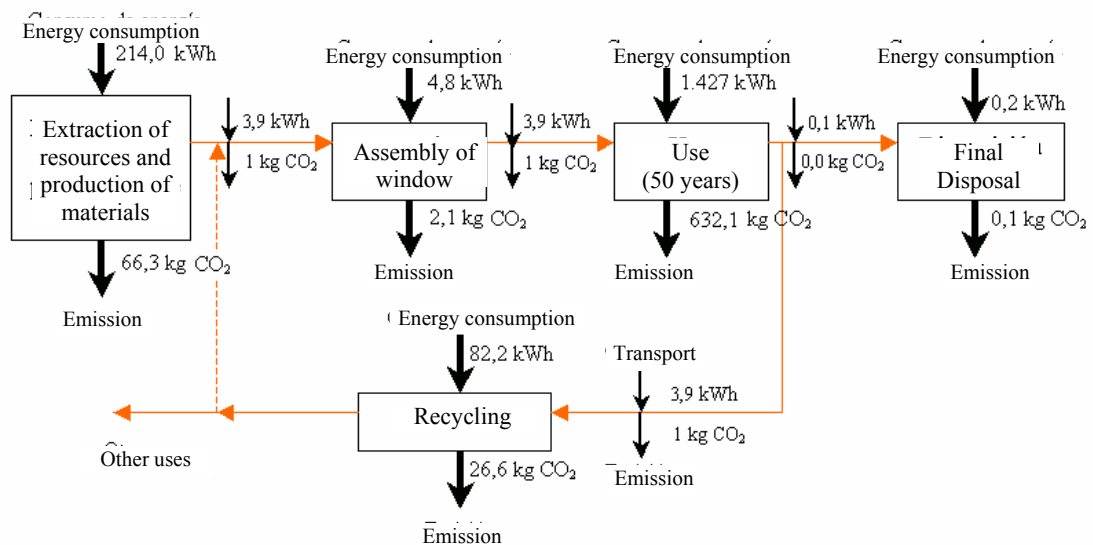 Energy consumption
214,0 kWh
Extraction of
resources and
production of
materials
66,3 kg CO₂
Emission
3,9 kWh
1 kg CO₂
Energy consumption
4,8 kWh
Assembly of
window
2,1 kg CO₂
Emission
3,9 kWh
1 kg CO₂
Energy consumption
1.427 kWh
Use
(50 years)
632,1 kg CO₂
Emission
0,1 kWh
0,0 kg CO₂
Energy consumption
0,2 kWh
Final
Disposal
0,1 kg CO₂
Emission
Energy consumption
82,2 kWh
Recycling
26,6 kg CO₂
Emission
Transport
3,9 kWh
1 kg CO₂
Emission
Other uses